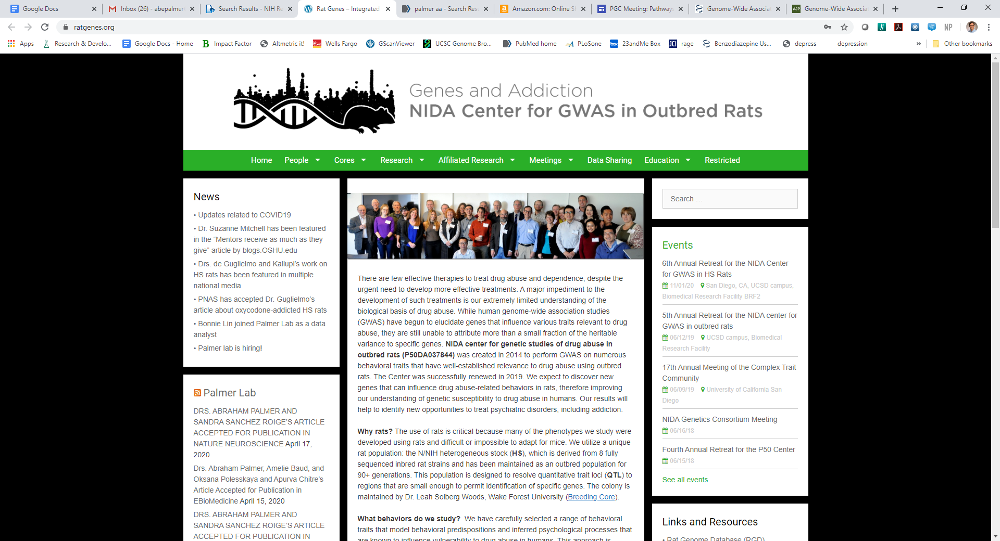 Google Docs
Inbox (26) - abepalmer
Search Results - NIH Re
Rat Genes – Integrated
palmer aa - Search Res
Amazon.com: Online S
PGC Meeting: Pathways
Genome-Wide Associa
Genome-Wide Associat
ratgenes.org
NP
Apps
Research & Develo...
Google Docs - Home
Impact Factor
Altmetric it!
Wells Fargo
GScanViewer
UCSC Genome Bro...
PubMed home
PLoSone
23andMe Box
rage
Benzodiazepine Us...
depress
depression
»
Other bookmarks
Genes and Addiction
NIDA Center for GWAS in Outbred Rats
Home People Cores Research Affiliated Research Meetings Data Sharing Education Restricted
News
• Updates related to COVID19
• Dr. Suzanne Mitchell has been featured
in the “Mentors receive as much as they
give” article by blogs.OSHU.edu
• Drs. de Guglielmo and Kallupi’s work on
HS rats has been featured in multiple
national media
• PNAS has accepted Dr. Guglielmo’s
article about oxycodone-addicted HS rats
• Bonnie Lin joined Palmer Lab as a data
analyst
• Palmer lab is hiring!
Palmer Lab
DRS. ABRAHAM PALMER AND
SANDRA SANCHEZ ROIGE’S ARTICLE
ACCEPTED FOR PUBLICATION IN
NATURE NEUROSCIENCE April 17,
2020
Drs. Abraham Palmer, Amelie Baud, and
Oksana Polesskaya and Apurva Chitre’s
Article Accepted for Publication in
EBioMedicine April 15, 2020
DRS. ABRAHAM PALMER AND
SANDRA SANCHEZ ROIGE’S ARTICLE
ACCEPTED FOR PUBLICATION IN
There are few effective therapies to treat drug abuse and dependence, despite the
urgent need to develop more effective treatments. A major impediment to the
development of such treatments is our extremely limited understanding of the
biological basis of drug abuse. While human genome-wide association studies
(GWAS) have begun to elucidate genes that influence various traits relevant to drug
abuse, they are still unable to attribute more than a small fraction of the heritable
variance to specific genes. NIDA center for genetic studies of drug abuse in
outbred rats (P50DA037844) was created in 2014 to perform GWAS on numerous
behavioral traits that have well-established relevance to drug abuse using outbred
rats. The Center was successfully renewed in 2019. We expect to discover new
genes that can influence drug abuse-related behaviors in rats, therefore improving
our understanding of genetic susceptibility to drug abuse in humans. Our results will
help to identify new opportunities to treat psychiatric disorders, including addiction.
Why rats? The use of rats is critical because many of the phenotypes we study were
developed using rats and difficult or impossible to adapt for mice. We utilize a unique
rat population: the N/NIH heterogeneous stock (HS), which is derived from 8 fully
sequenced inbred rat strains and has been maintained as an outbred population for
90+ generations. This population is designed to resolve quantitative trait loci (QTL) to
regions that are small enough to permit identification of specific genes. The colony is
maintained by Dr. Leah Solberg Woods, Wake Forest University (Breeding Core).
What behaviors do we study? We have carefully selected a range of behavioral
traits that model behavioral predispositions and inferred psychological processes that
are known to influence vulnerability to drug abuse in humans. This approach is
Search …
Events
6th Annual Retreat for the NIDA Center
for GWAS in HS Rats
11/01/20 San Diego, CA, UCSD campus,
Biomedical Research Facility BRF2
5th Annual Retreat for the NIDA center for
GWAS in outbred rats
06/12/19 UCSD campus, Biomedical
Research Facility
17th Annual Meeting of the Complex Trait
Community
06/09/19 University of California San
Diego
NIDA Genetics Consortium Meeting
06/16/18
Fourth Annual Retreat for the P50 Center
06/15/18
See all events
Links and Resources
• Rat Genome Database (RGD)